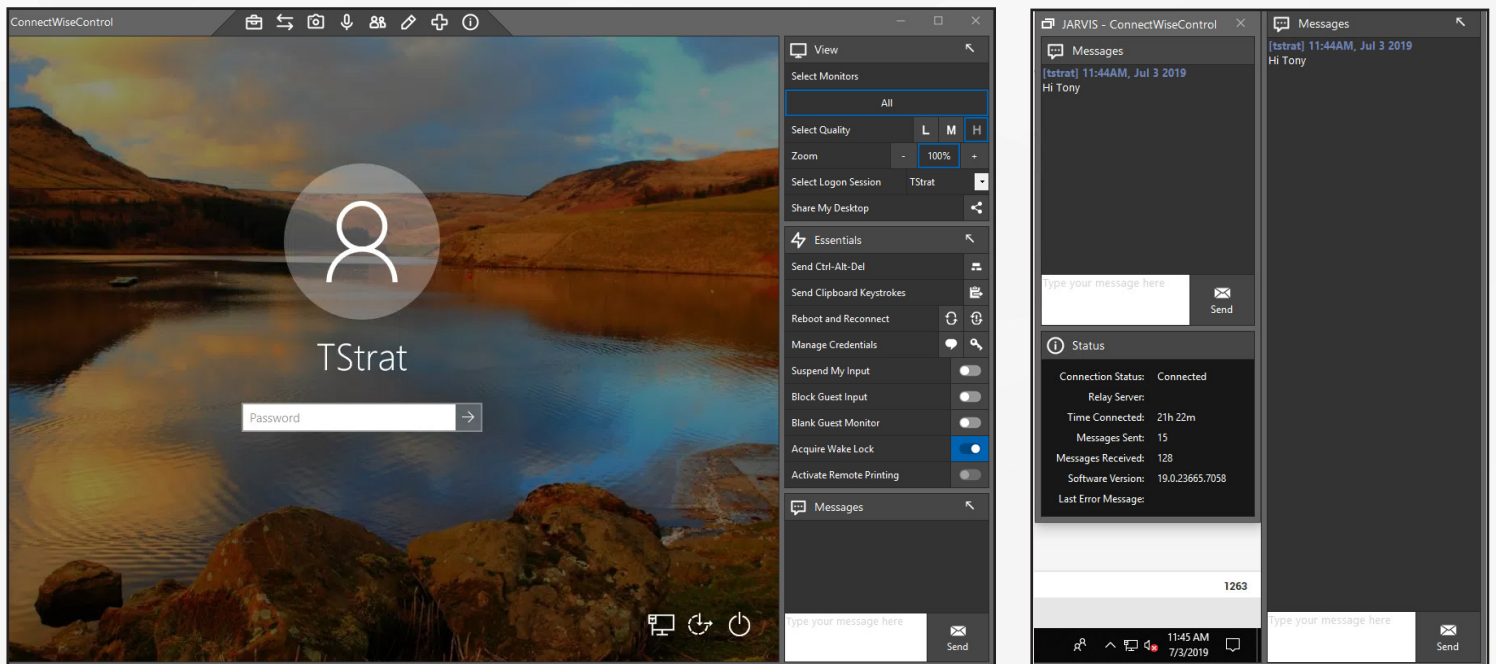 ConnectWiseControl
View
Select Monitors
All
Select Quality L M H
Zoom - 100% +
Select Logon Session TStrat
Share My Desktop
Essentials
Send Ctrl-Alt-Del
Send Clipboard Keystrokes
Reboot and Reconnect
Manage Credentials
Suspend My Input
Block Guest Input
Blank Guest Monitor
Acquire Wake Lock
Activate Remote Printing
Messages
Type your message here
Send
TStrat
Password
JARVIS - ConnectWiseControl
Messages
[tstrat] 11:44AM, Jul 3 2019
Hi Tony
Type your message here
Send
Status
Connection Status: Connected
Relay Server:
Time Connected: 21h 22m
Messages Sent: 15
Messages Received: 128
Software Version: 19.0.23665.7058
Last Error Message:
1263
11:45 AM
7/3/2019
Messages
[tstrat] 11:44AM, Jul 3 2019
Hi Tony
Type your message here
Send